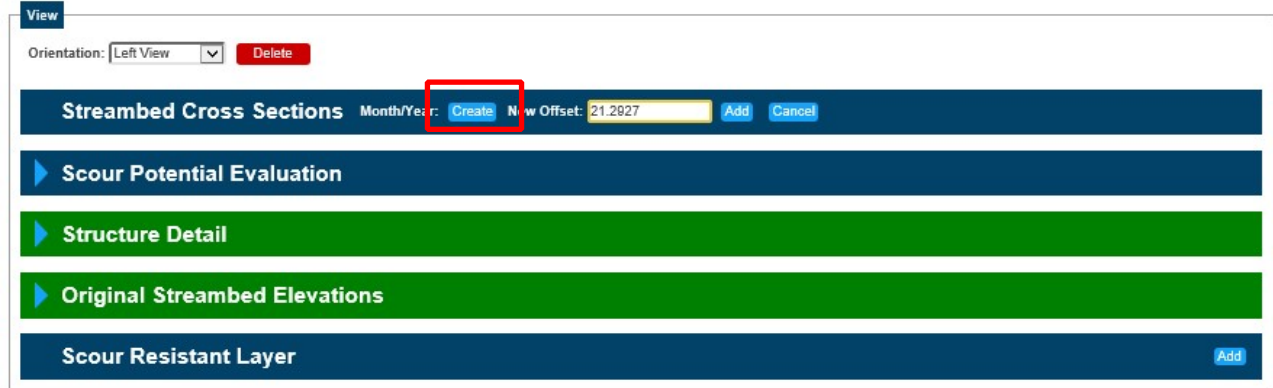 View
Orientation: Left View Delete
Streambed Cross Sections Month/Year: Create New Offset: 21.2927 Add Cancel
Scour Potential Evaluation
Structure Detail
Original Streambed Elevations
Scour Resistant Layer Add